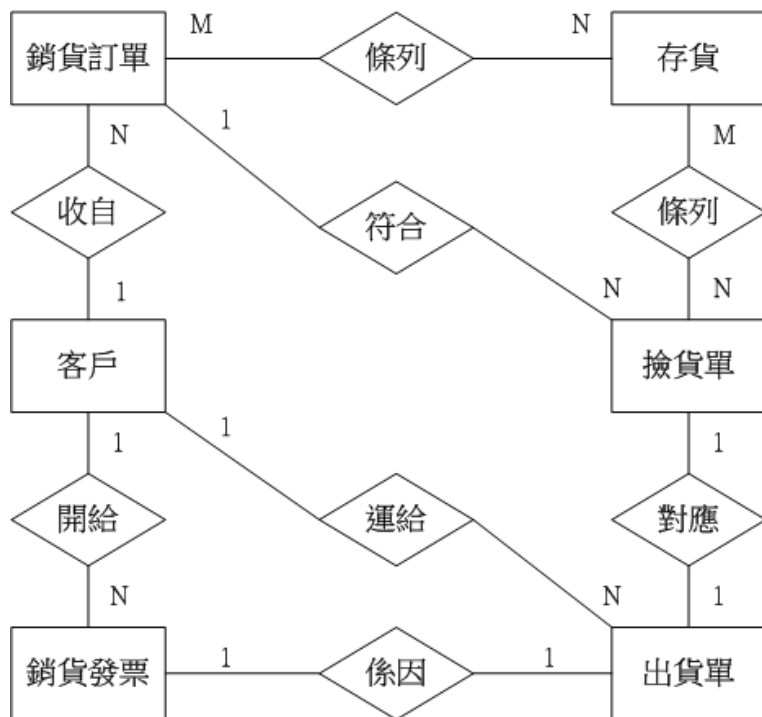 M N
銷貨訂單 條列 存貨
1
N M
收自 符合 條列
1 N N
客戶 撿貨單
1 1 1
開給 運給 對應
N N 1
銷貨發票 1 係因 1 出貨單